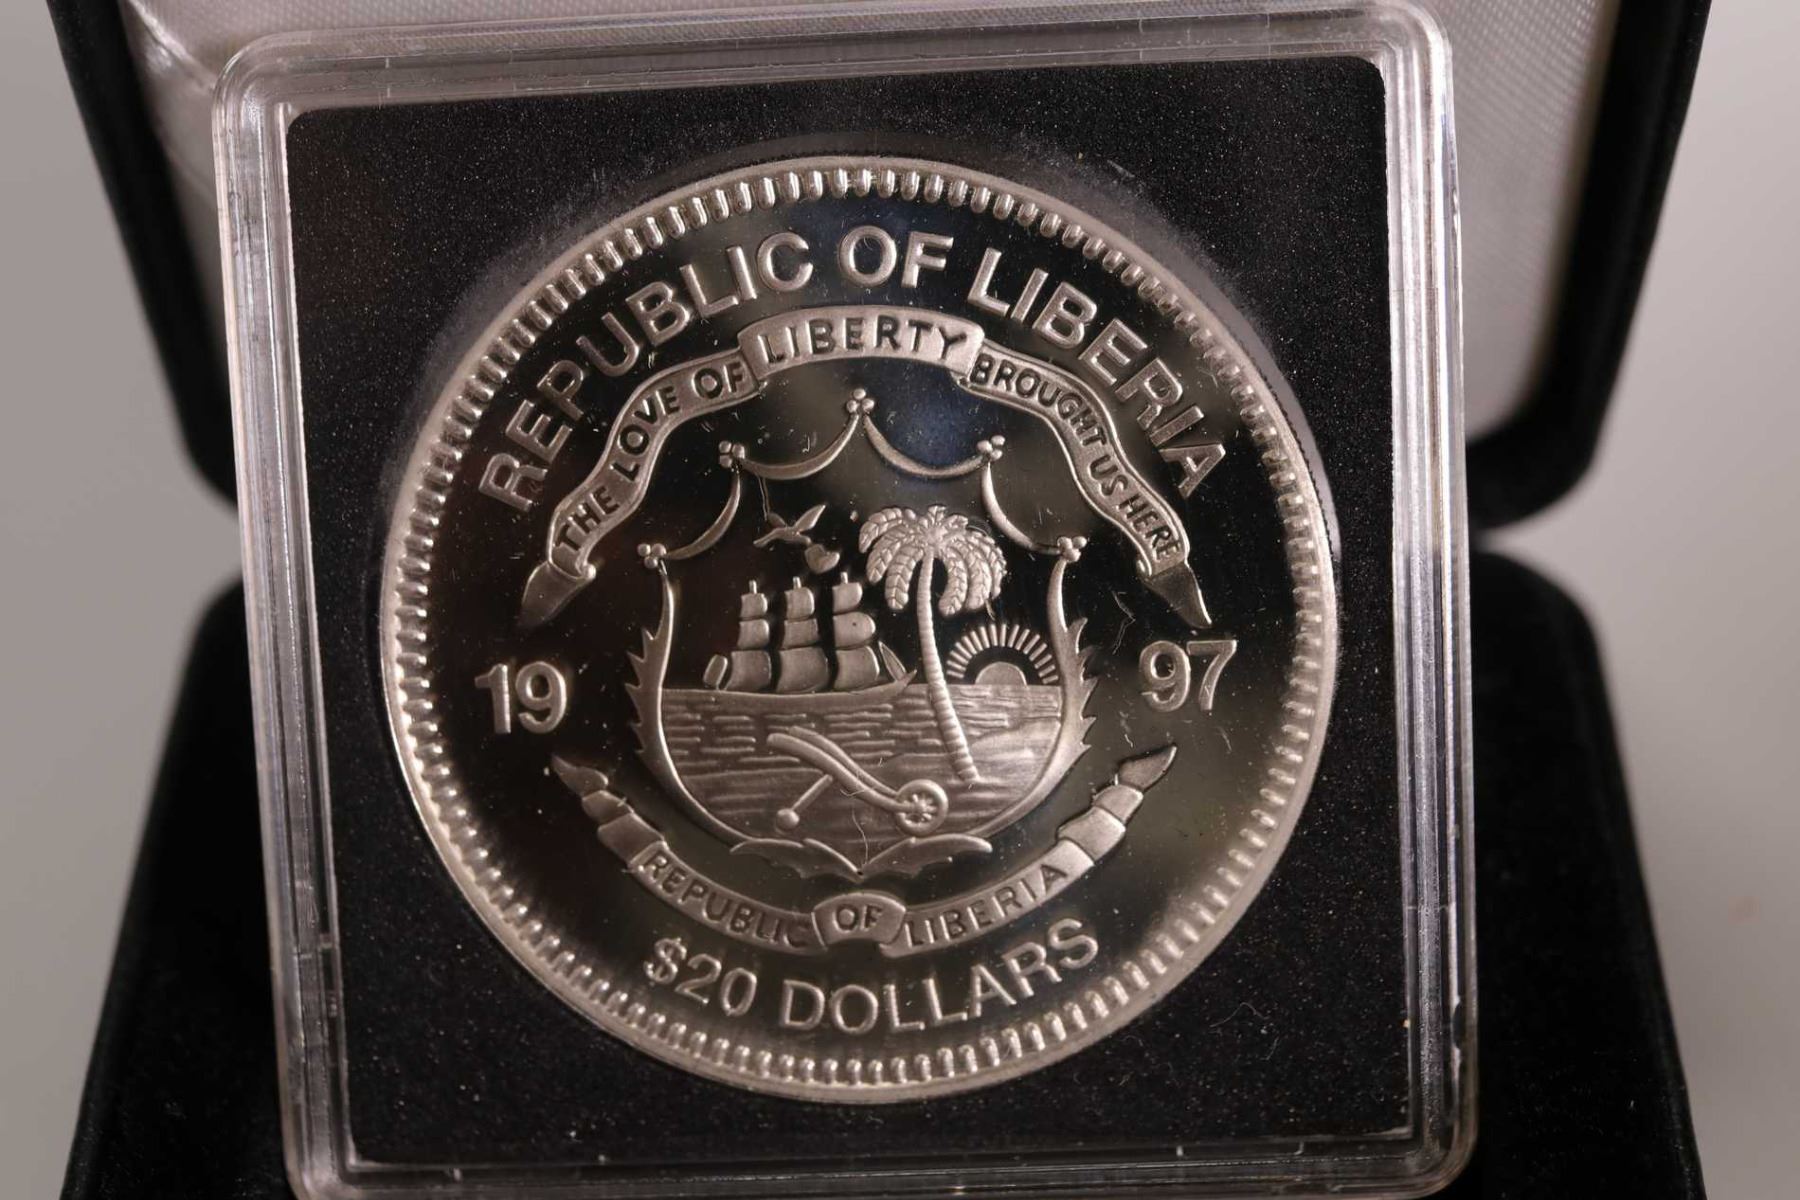 REPUBLIC OF LIBERIA
THE LOVE OF LIBERTY BROUGHT US HERE
19 97
REPUBLIC OF LIBERIA
$20 DOLLARS